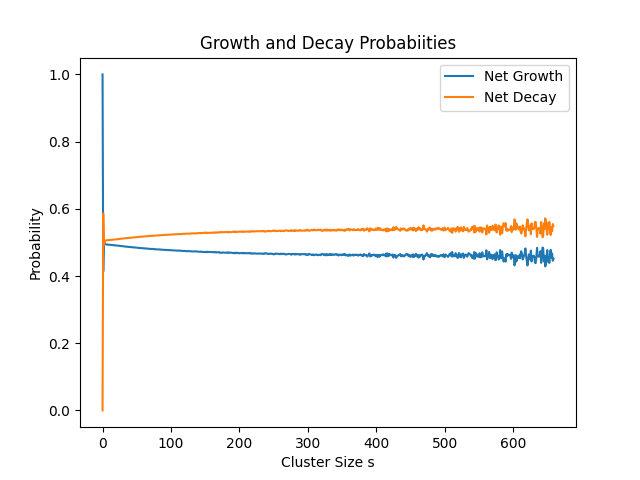 Growth and Decay Probabiities
Net Growth
Net Decay
1.0
0.8
0.6
0.4
0.2
0.0
Probability
0 100 200 300 400 500 600
Cluster Size s